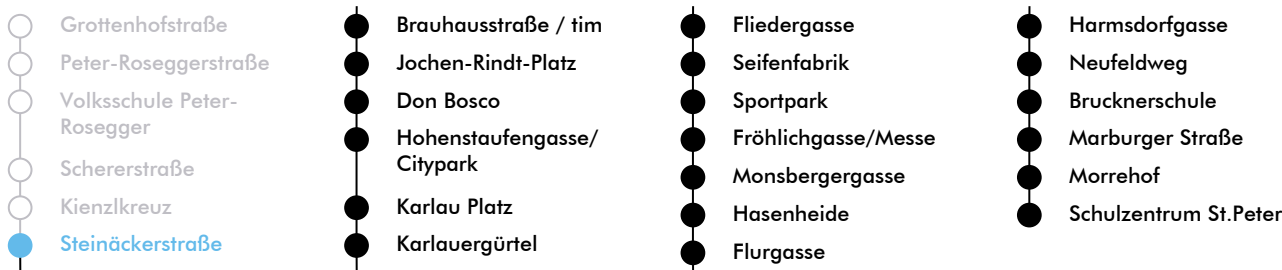 Grottenhofstraße
Peter-Roseggerstraße
Volksschule Peter-
Rosegger
Schererstraße
Kienzlkreuz
Steinäckerstraße
Brauhausstraße / tim
Jochen-Rindt-Platz
Don Bosco
Hohenstaufengasse/
Citypark
Karlau Platz
Karlauergürtel
Fliedergasse
Seifenfabrik
Sportpark
Fröhlichgasse/Messe
Monsbergergasse
Hasenheide
Flurgasse
Harmsdorfgasse
Neufeldweg
Brucknerschule
Marburger Straße
Morrehof
Schulzentrum St.Peter